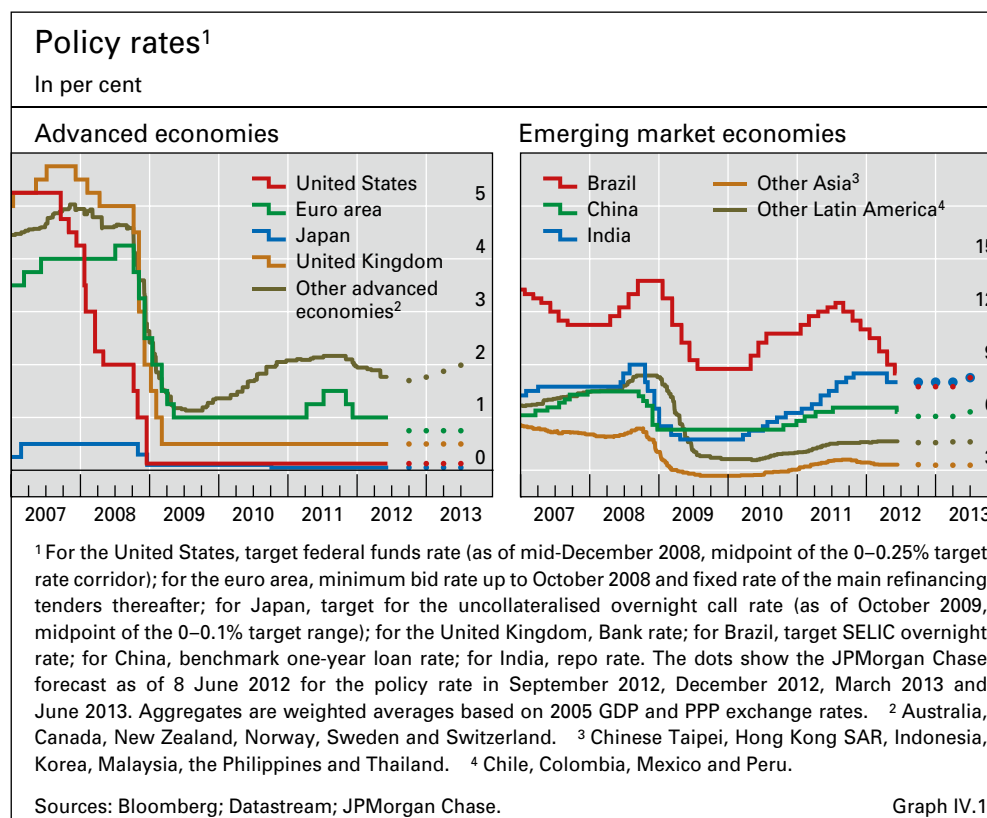 Policy rates¹
In per cent
Advanced economies
United States
Euro area
Japan
United Kingdom
Other advanced
economies²
5
4
3
2
1
0
2007 2008 2009 2010 2011 2012 2013
Emerging market economies
Brazil
China
India
Other Asia³
Other Latin America⁴
15
12
9
6
3
2007 2008 2009 2010 2011 2012 2013
¹ For the United States, target federal funds rate (as of mid-December 2008, midpoint of the 0–0.25% target
rate corridor); for the euro area, minimum bid rate up to October 2008 and fixed rate of the main refinancing
tenders thereafter; for Japan, target for the uncollateralised overnight call rate (as of October 2009,
midpoint of the 0–0.1% target range); for the United Kingdom, Bank rate; for Brazil, target SELIC overnight
rate; for China, benchmark one-year loan rate; for India, repo rate. The dots show the JPMorgan Chase
forecast as of 8 June 2012 for the policy rate in September 2012, December 2012, March 2013 and
June 2013. Aggregates are weighted averages based on 2005 GDP and PPP exchange rates. ² Australia,
Canada, New Zealand, Norway, Sweden and Switzerland. ³ Chinese Taipei, Hong Kong SAR, Indonesia,
Korea, Malaysia, the Philippines and Thailand. ⁴ Chile, Colombia, Mexico and Peru.
Sources: Bloomberg; Datastream; JPMorgan Chase. Graph IV.1